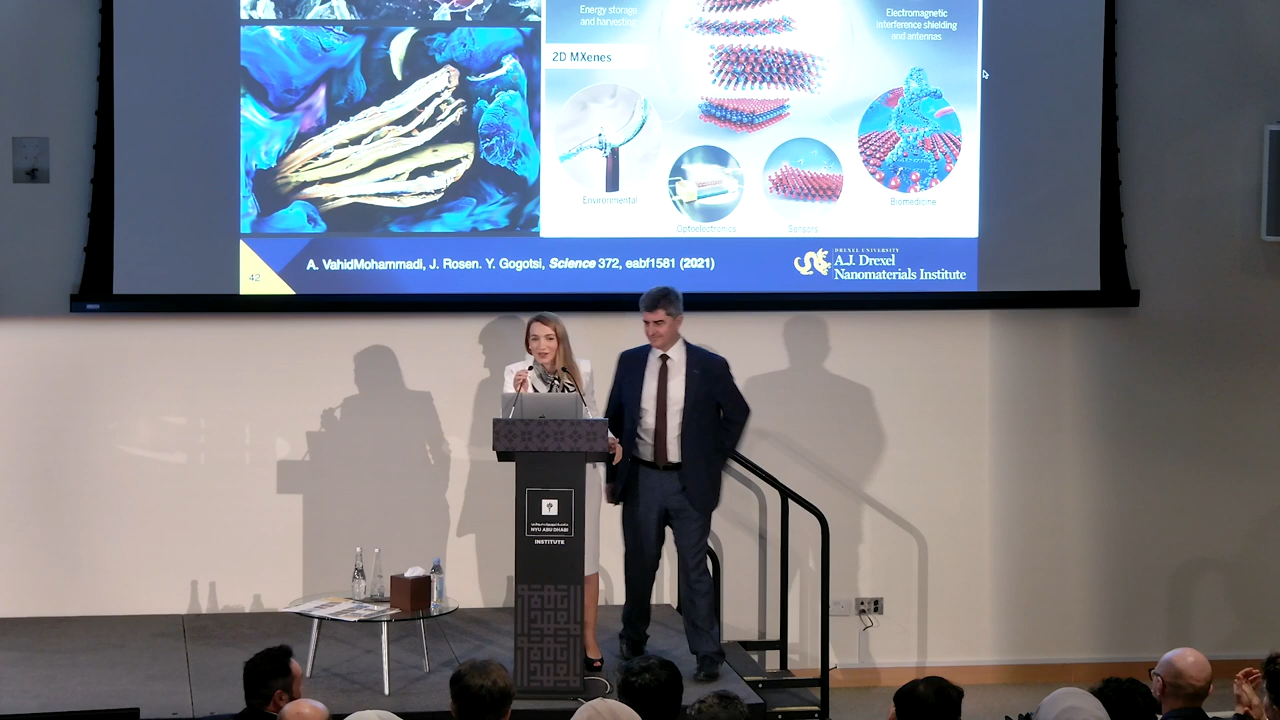 Energy storage
and harvesting
Electromagnetic
interference shielding
and antennas
2D MXenes
Environmental
Optoelectronics
Sensors
Biomedicine
42
A. VahidMohammadi, J. Rosen. Y. Gogotsi, Science 372, eabf1581 (2021)
DREXEL UNIVERSITY
A.J. Drexel
Nanomaterials Institute
NYU ABU DHABI
INSTITUTE